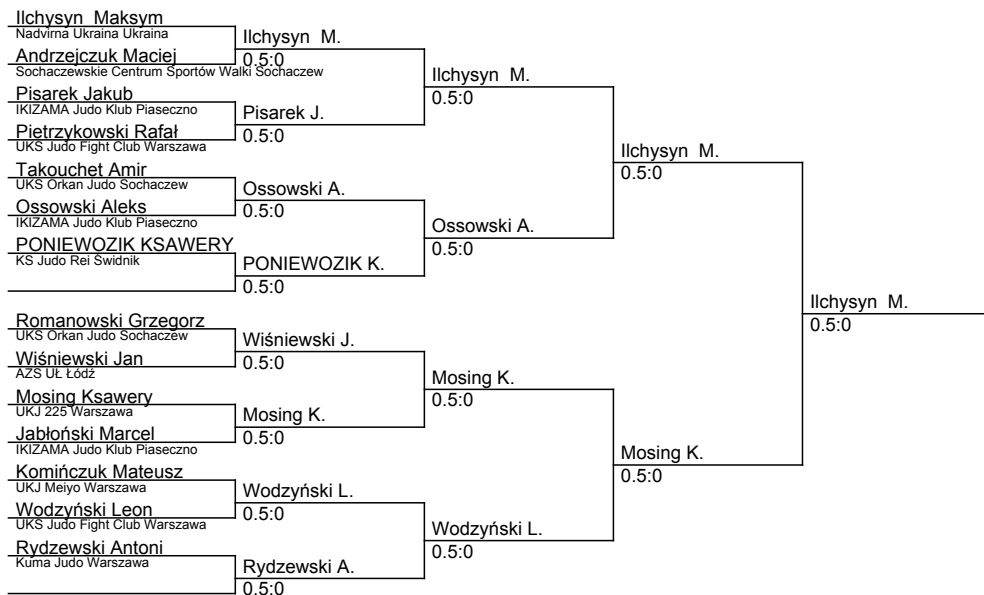 Ilchysyn  Maksym
Nadvirna Ukraina Ukraina
Andrzejczuk Maciej
Sochaczewskie Centrum Sportów Walki Sochaczew
Pisarek Jakub
IKIZAMA Judo Klub Piaseczno
Pietrzykowski Rafał
UKS Judo Fight Club Warszawa
Takouchet Amir
UKS Orkan Judo Sochaczew
Ossowski Aleks
IKIZAMA Judo Klub Piaseczno
PONIEWOZIK KSAWERY
KS Judo Rei Świdnik
Romanowski Grzegorz
UKS Orkan Judo Sochaczew
Wiśniewski Jan
AZS UŁ Łódź
Mosing Ksawery
UKJ 225 Warszawa
Jabłoński Marcel
IKIZAMA Judo Klub Piaseczno
Komińczuk Mateusz
UKJ Meiyo Warszawa
Wodzyński Leon
UKS Judo Fight Club Warszawa
Rydzewski Antoni
Kuma Judo Warszawa
Ilchysyn  M.
0.5:0
Pisarek J.
0.5:0
Ossowski A.
0.5:0
PONIEWOZIK K.
0.5:0
Wiśniewski J.
0.5:0
Mosing K.
0.5:0
Wodzyński L.
0.5:0
Rydzewski A.
0.5:0
Ilchysyn  M.
0.5:0
Ossowski A.
0.5:0
Mosing K.
0.5:0
Wodzyński L.
0.5:0
Ilchysyn  M.
0.5:0
Mosing K.
0.5:0
Ilchysyn  M.
0.5:0